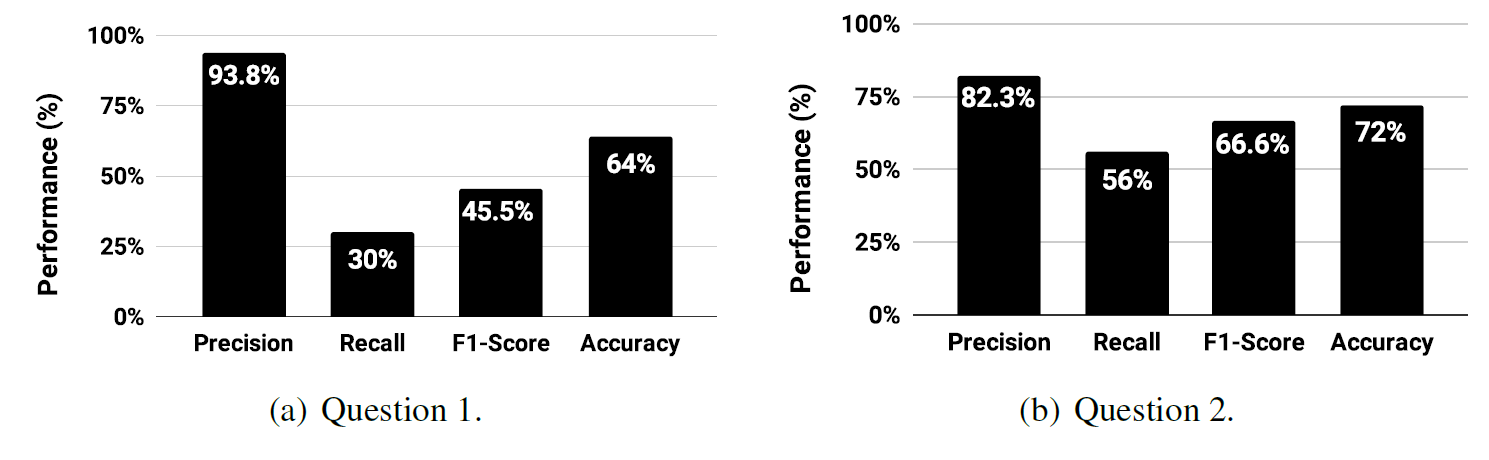 Performance (%)
100%
75%
50%
25%
0%
93.8%
30%
45.5%
64%
Precision
Recall
F1-Score
Accuracy
(a) Question 1.
Performance (%)
100%
75%
50%
25%
0%
82.3%
56%
66.6%
72%
Precision
Recall
F1-Score
Accuracy
(b) Question 2.